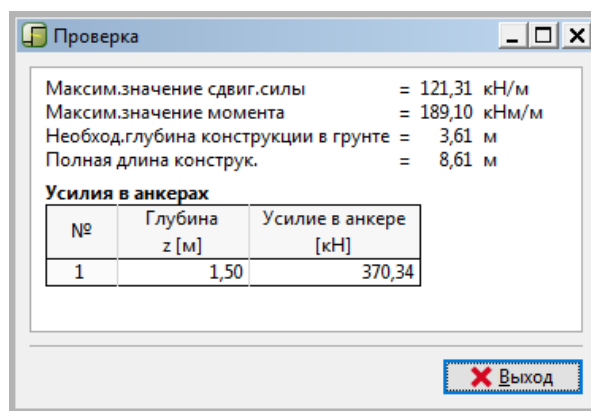 Проверка
Максим.значение сдвиг.силы = 121,31 кН/м
Максим.значение момента = 189,10 кНм/м
Необход.глубина конструкции в грунте = 3,61 м
Полная длина конструк. = 8,61 м
Усилия в анкерах
№ Глубина z [м] Усилие в анкере [кН]
1 1,50 370,34
Выход